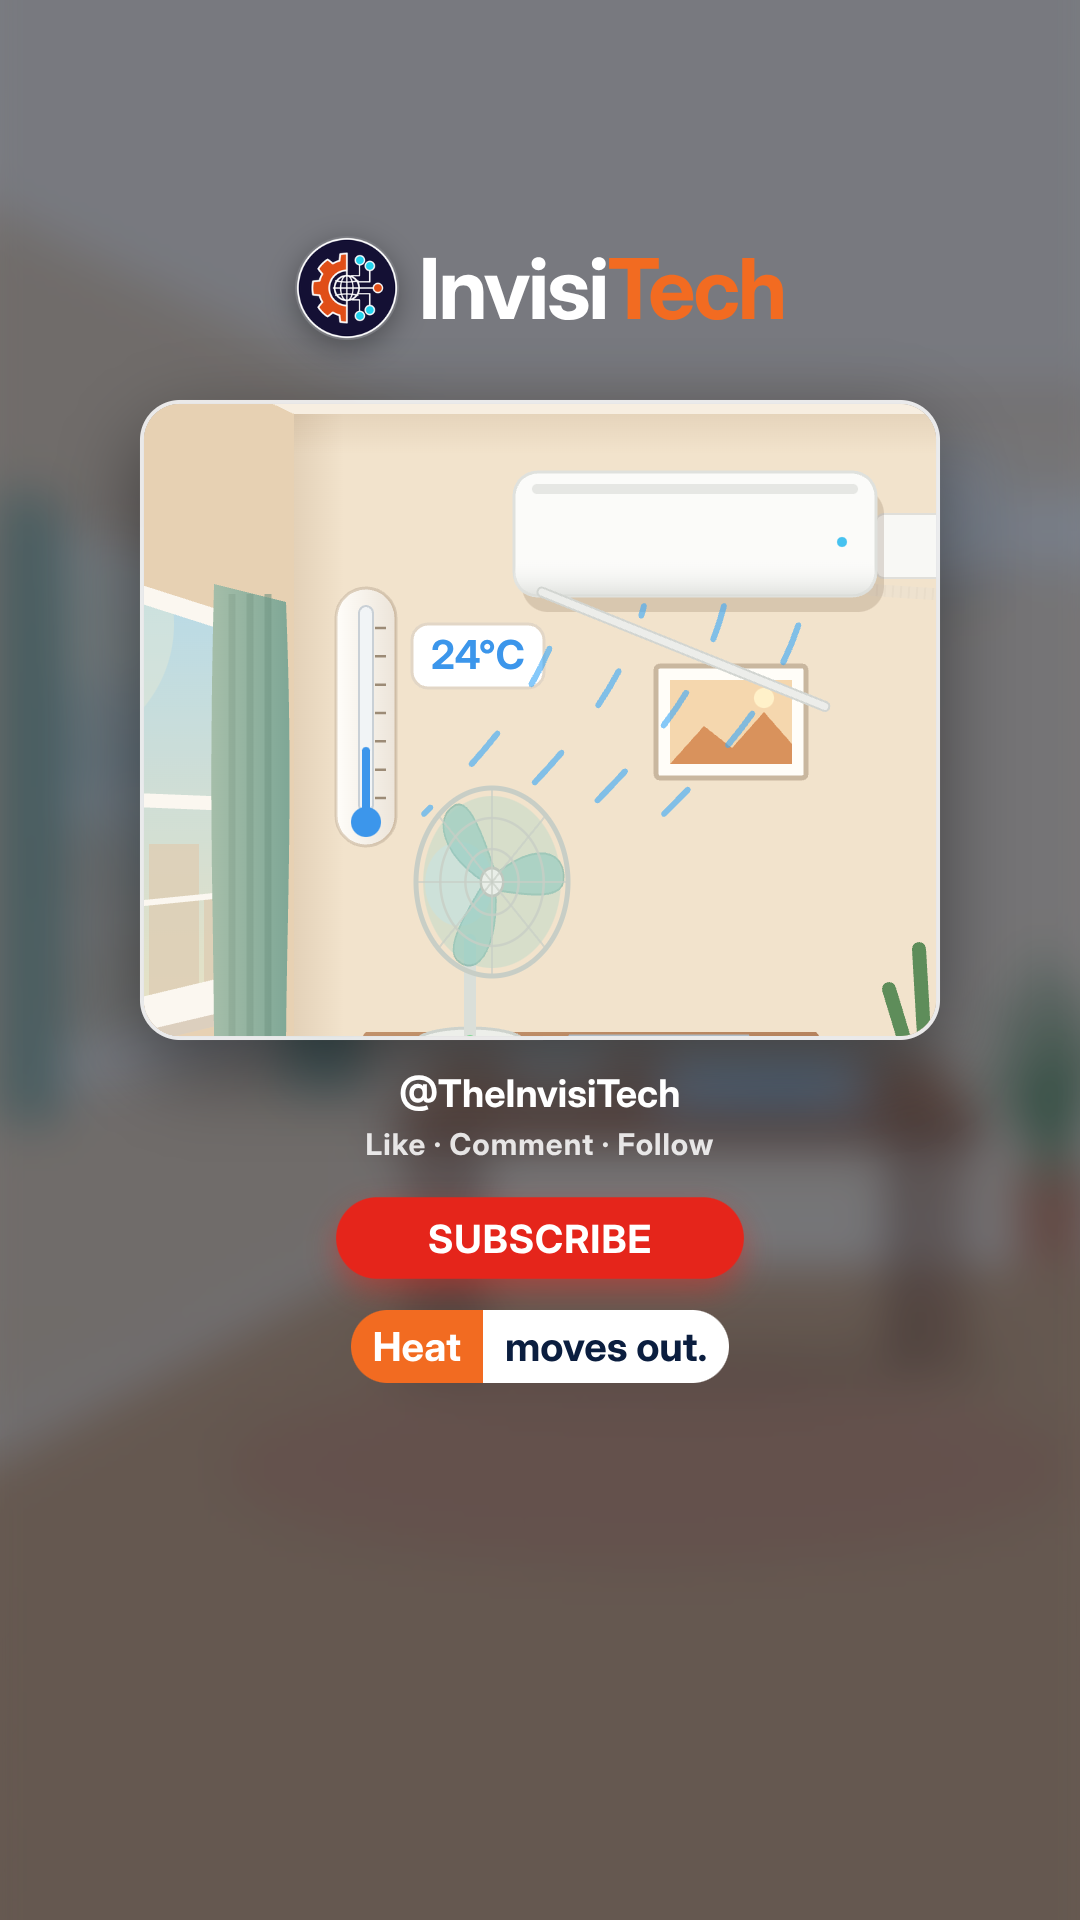 InvisiTech
24°C
@TheInvisiTech
Like · Comment · Follow
SUBSCRIBE
Heat moves out.